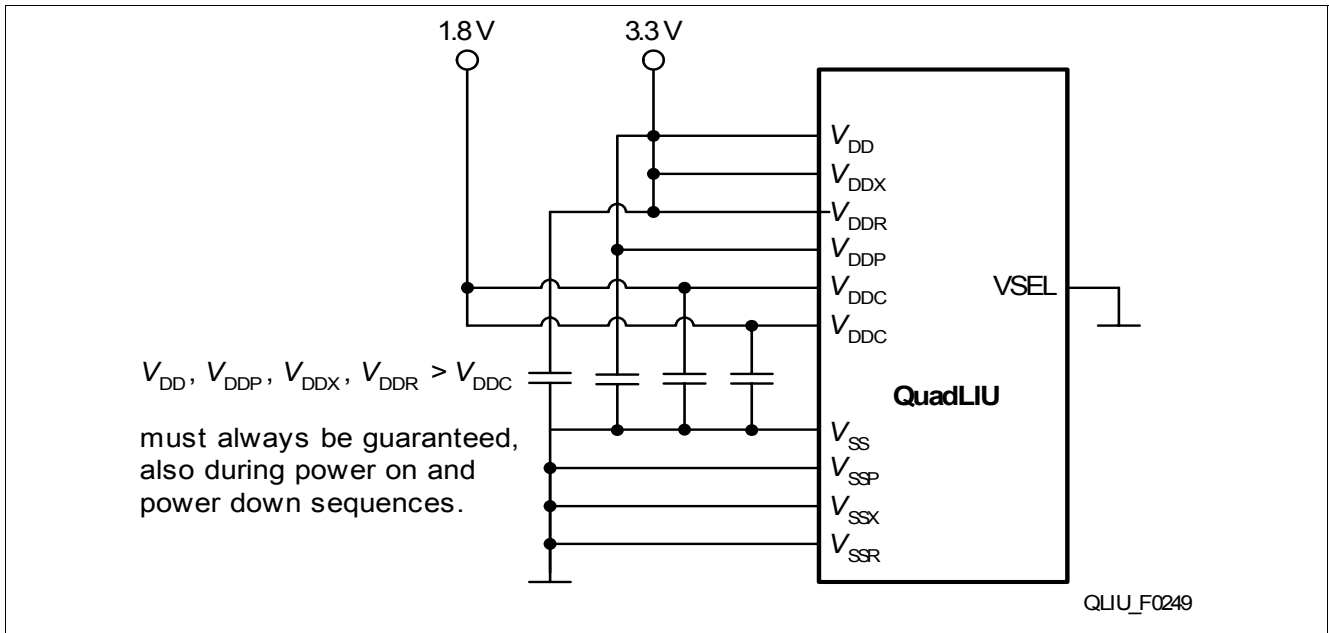 1.8 V
3.3 V
VDD
VDDX
VDDR
VDDP
VDDC
VSEL
VDDC
VDD, VDDP, VDDX, VDDR > VDDC
must always be guaranteed,
also during power on and
power down sequences.
QuadLIU
VSS
VSSP
VSSX
VSSR
QLIU_F0249